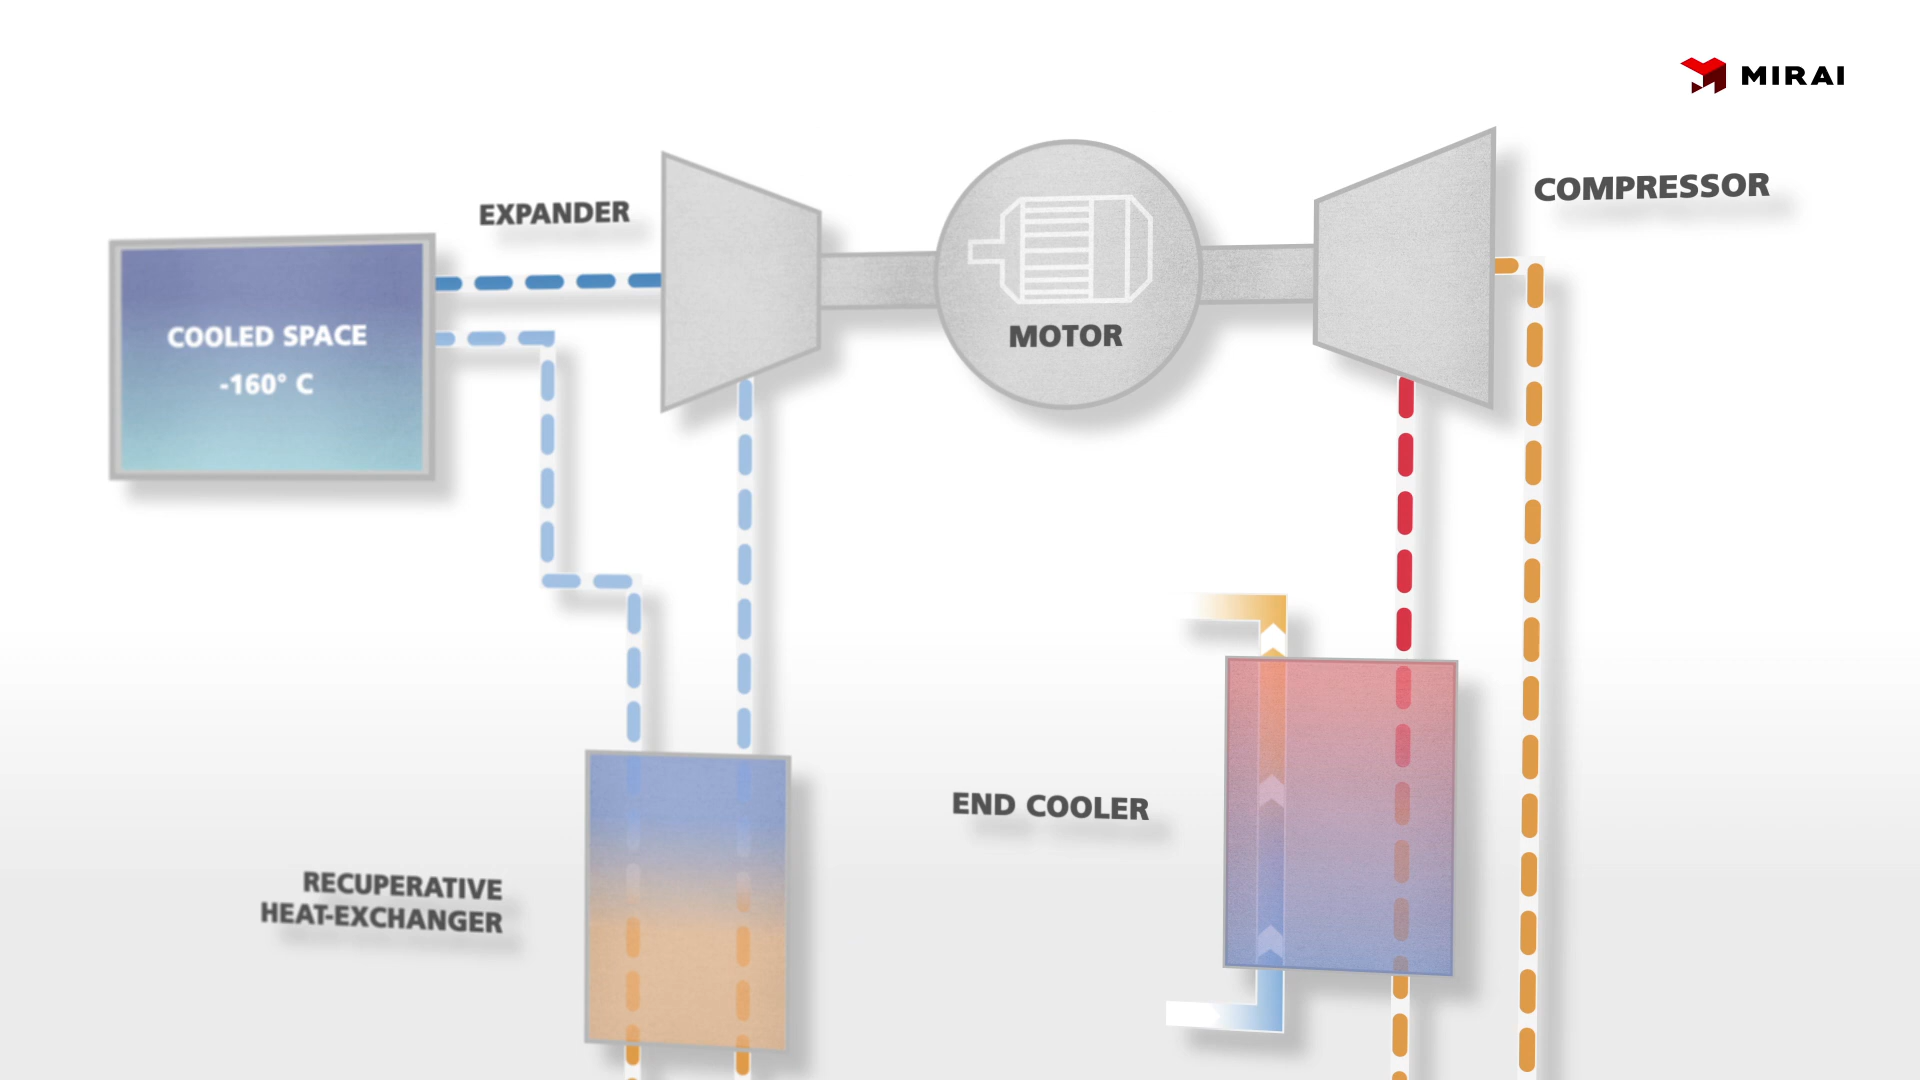 MIRAI
COMPRESSOR
EXPANDER
COOLED SPACE
-160° C
MOTOR
END COOLER
RECUPERATIVE
HEAT-EXCHANGER